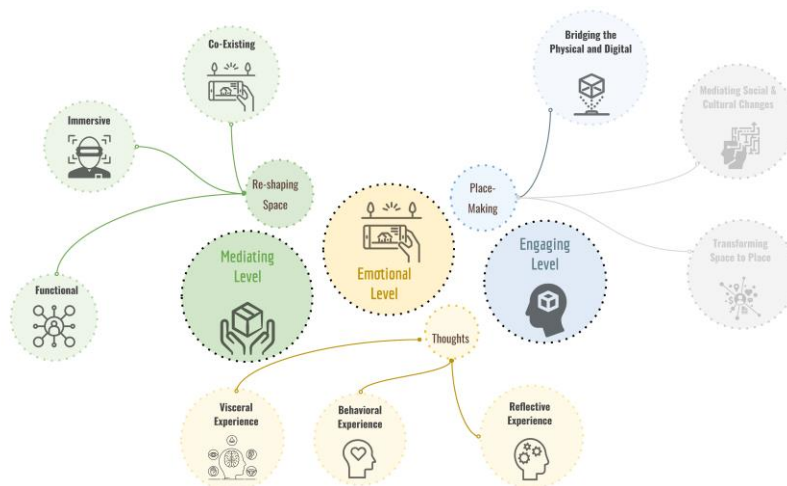 Co-Existing
Bridging the
Physical and Digital
Mediating Social &
Cultural Changes
Immersive
Re-shaping
Space
Place-
Making
Mediating
Level
Emotional
Level
Engaging
Level
Transforming
Space to Place
Functional
Thoughts
Visceral
Experience
Behavioral
Experience
Reflective
Experience